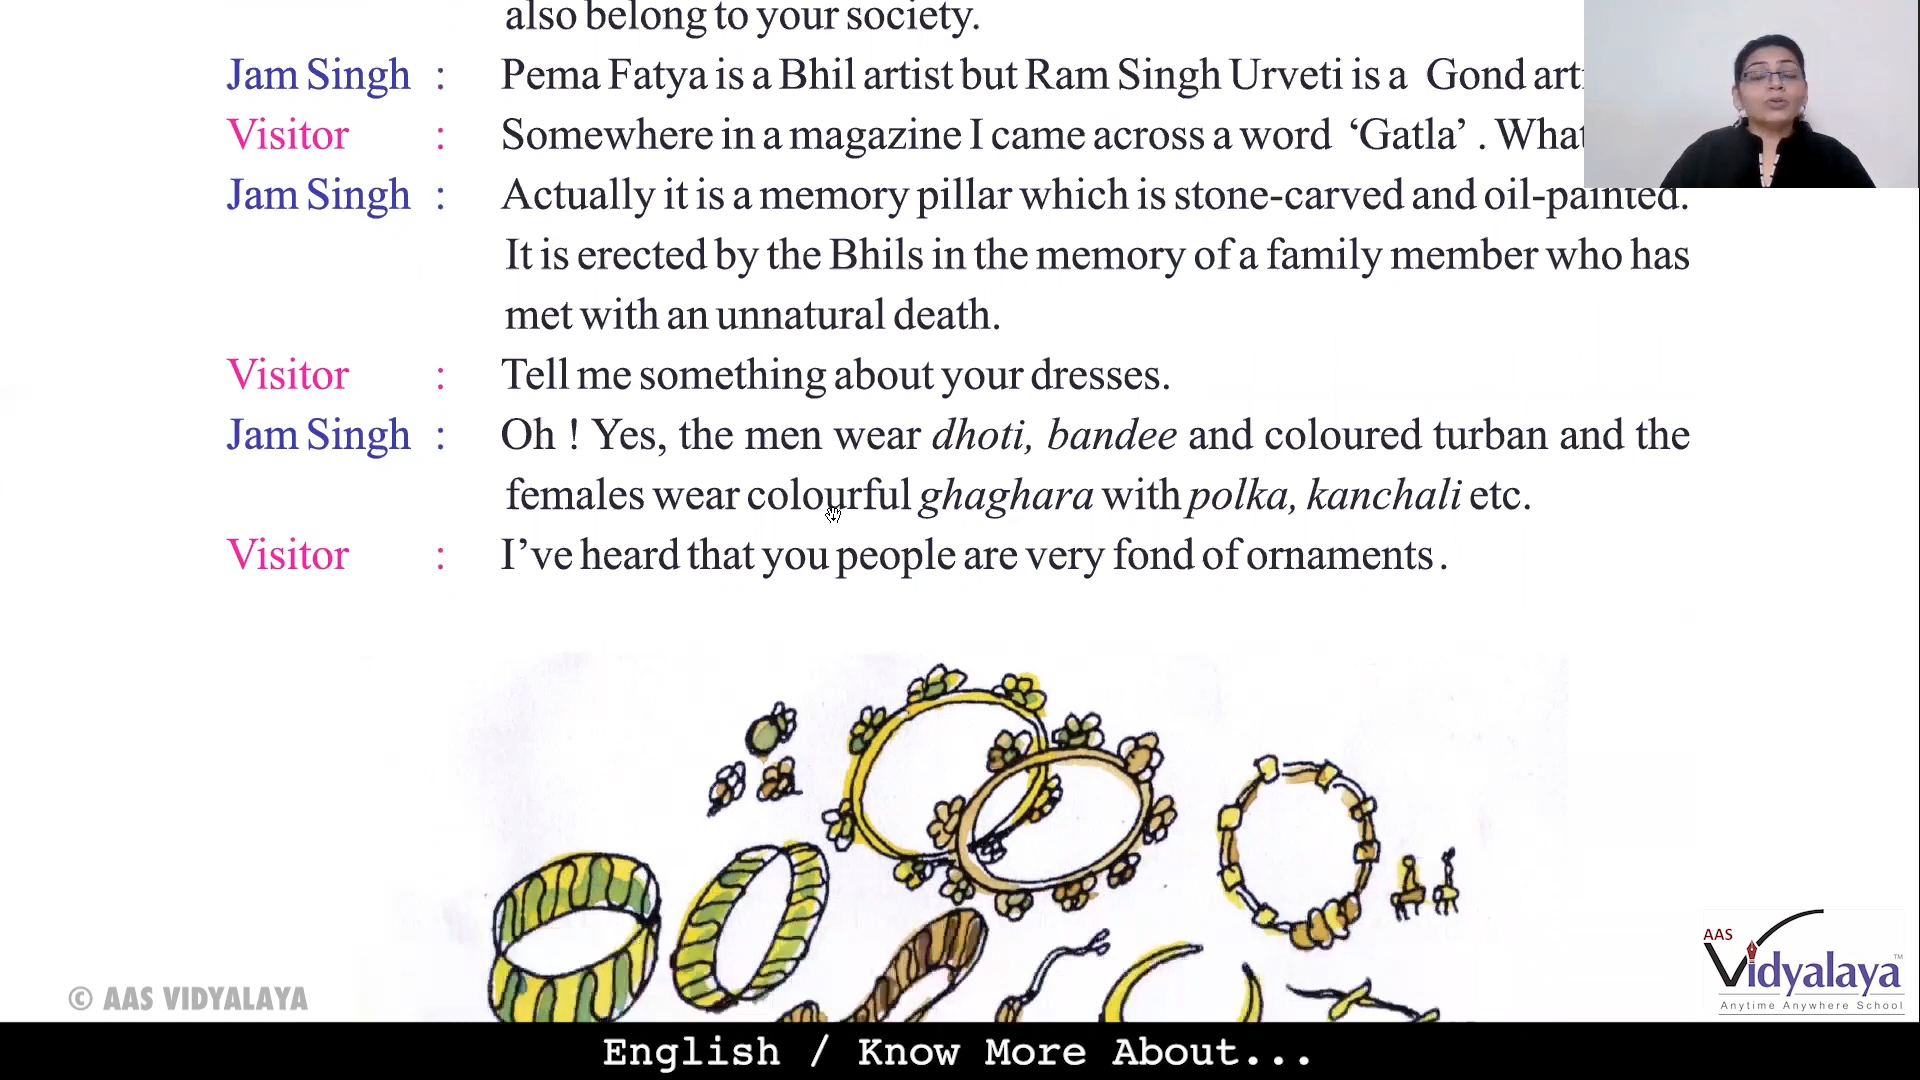 also belong to your society.
Jam Singh : Pema Fatya is a Bhil artist but Ram Singh Urveti is a Gond
Visitor : Somewhere in a magazine I came across a word ‘Gatla’ . What
Jam Singh : Actually it is a memory pillar which is stone-carved and oil-painted.
It is erected by the Bhils in the memory of a family member who has
met with an unnatural death.
Visitor : Tell me something about your dresses.
Jam Singh : Oh ! Yes, the men wear dhoti, bandee and coloured turban and the
females wear colourful ghaghara with polka, kanchali etc.
Visitor : I’ve heard that you people are very fond of ornaments .
AAS
Vidyalaya TM
Anytime Anywhere School
© AAS VIDYALAYA
English / Know More About...